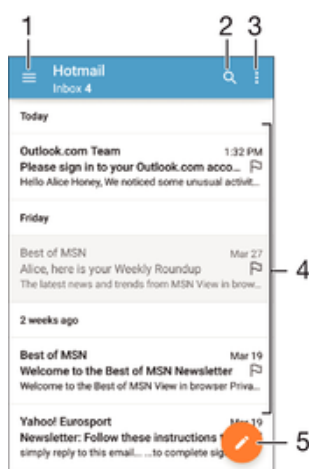 1 2 3
Hotmail
Inbox 4
Today
Outlook.com Team 1:32 PM
Please sign in to your Outlook.com acco...
Hello Alice Honey, We noticed some unusual activit...
Friday
Best of MSN Mar 27
Alice, here is your Weekly Roundup
The latest news and trends from MSN View in brow...
4
2 weeks ago
Best of MSN Mar 19
Welcome to the Best of MSN Newsletter
Welcome to the Best of MSN View in browser Priva...
Yahoo! Eurosport Mar 19
Newsletter: Follow these instructions
simply reply to this email... ...to complete sig
5